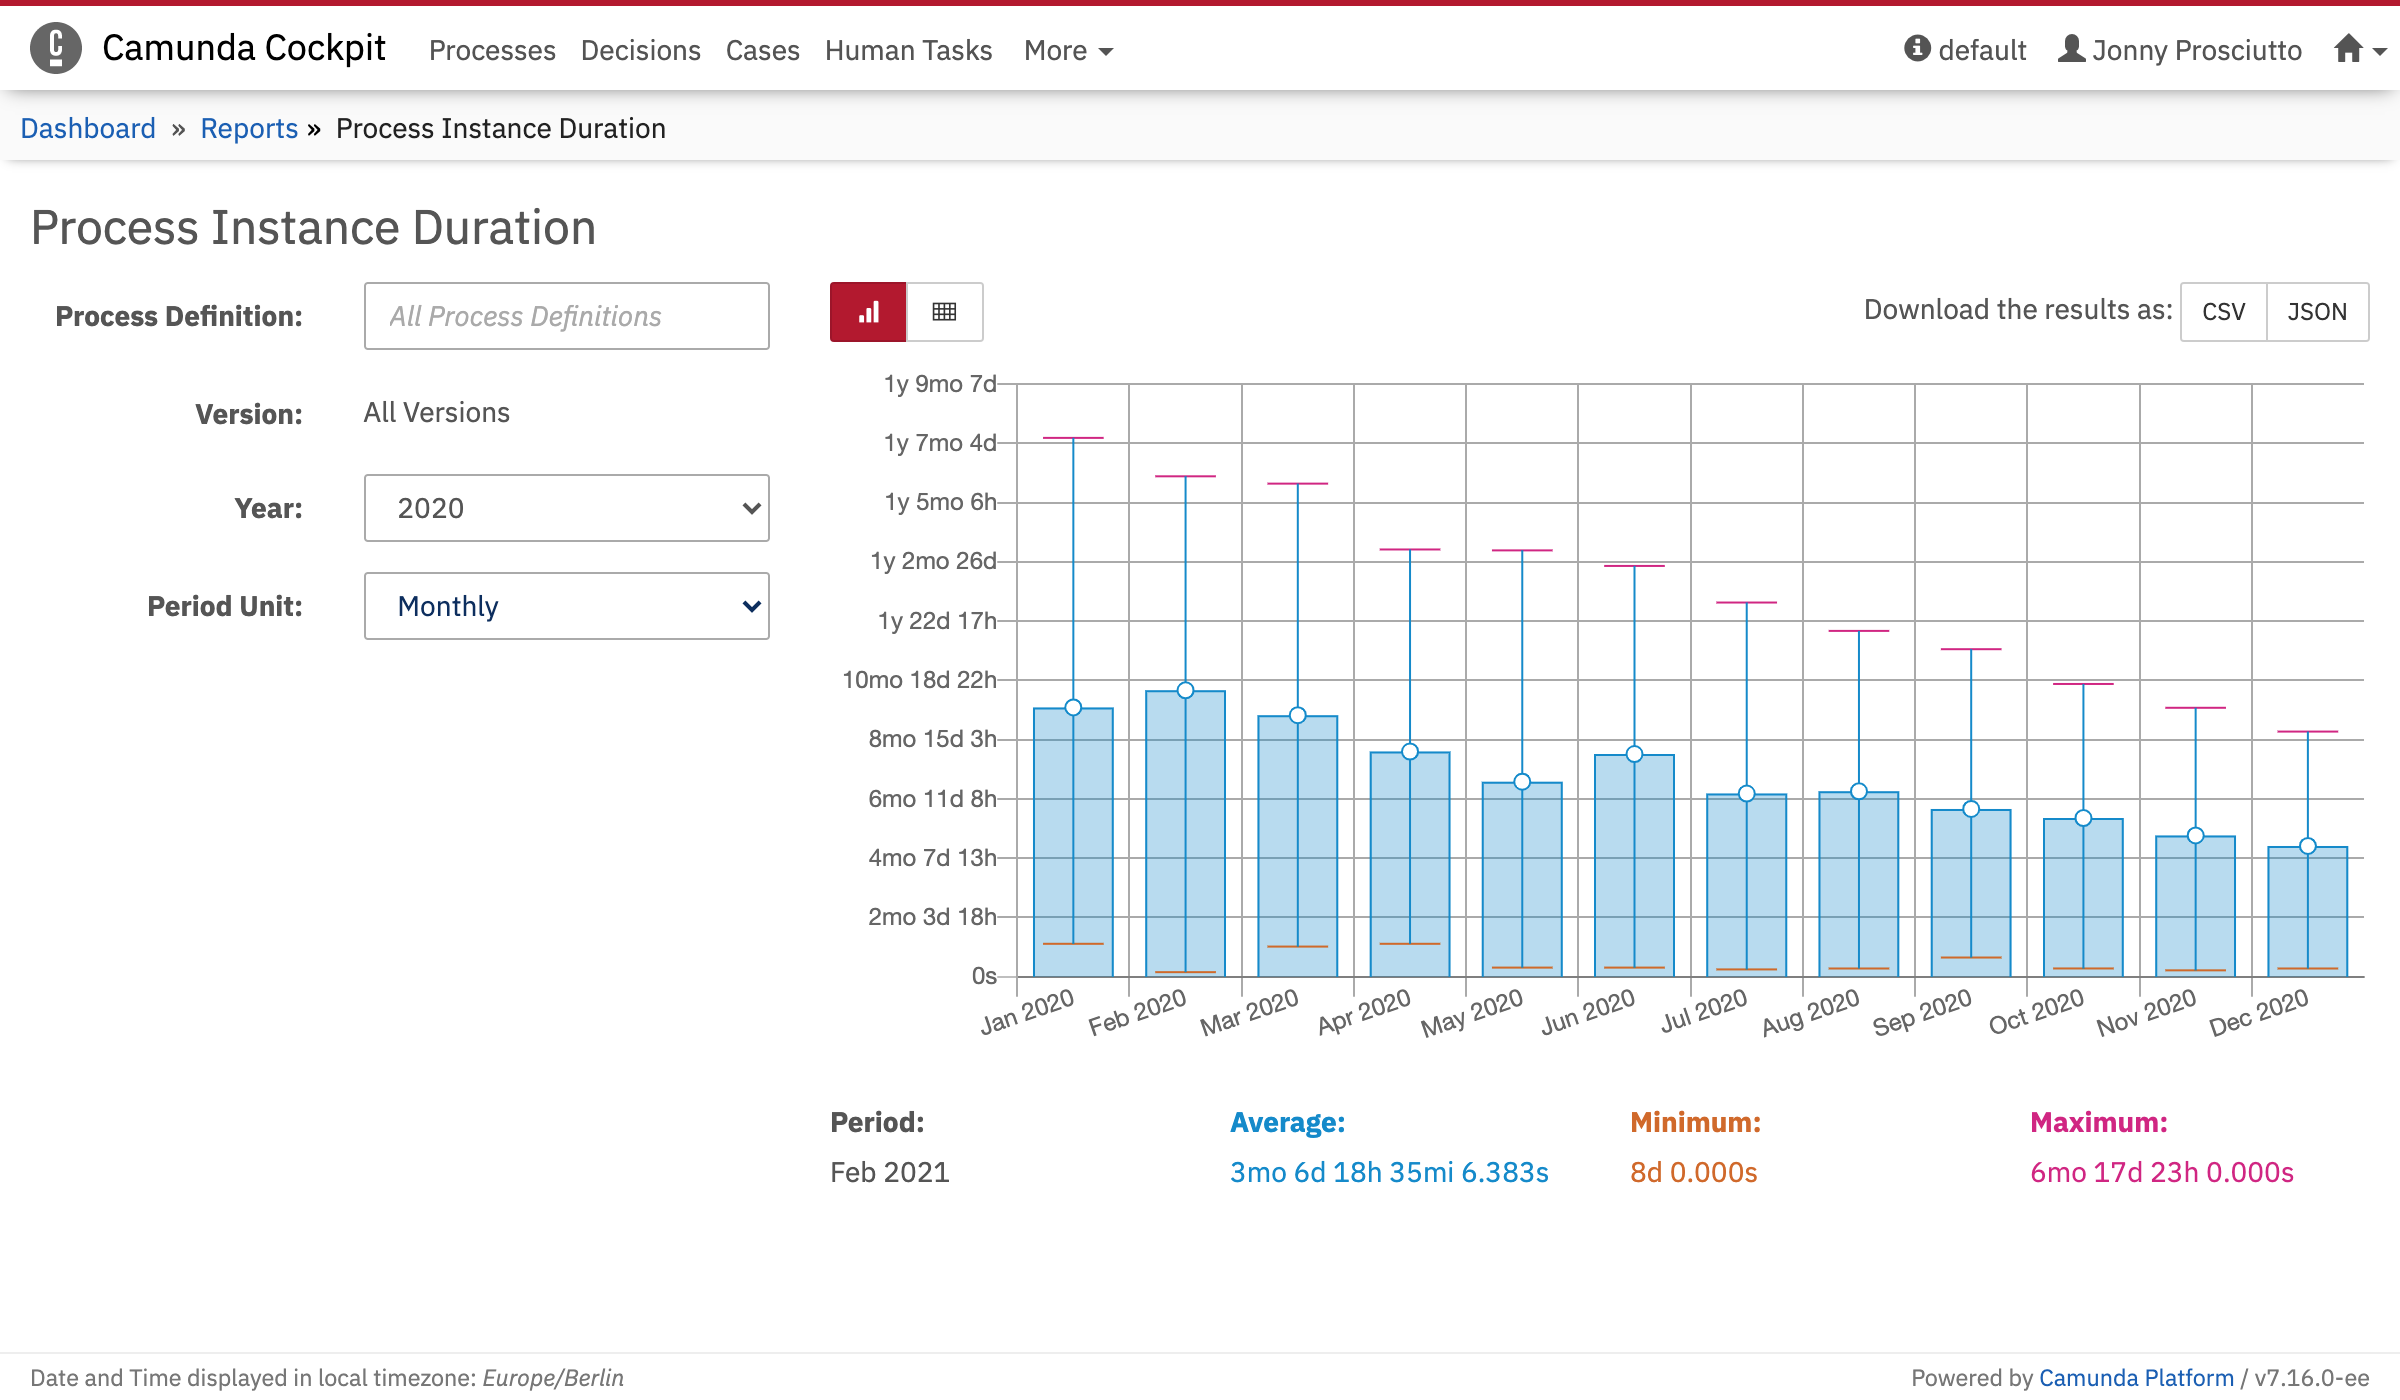 Camunda Cockpit Processes Decisions Cases Human Tasks More default Jonny Prosciutto
Dashboard » Reports » Process Instance Duration
Process Instance Duration
Process Definition: All Process Definitions
Version: All Versions
Year: 2020
Period Unit: Monthly
Download the results as: CSV JSON
1y 9mo 7d
1y 7mo 4d
1y 5mo 6h
1y 2mo 26d
1y 22d 17h
10mo 18d 22h
8mo 15d 3h
6mo 11d 8h
4mo 7d 13h
2mo 3d 18h
0s
Jan 2020 Feb 2020 Mar 2020 Apr 2020 May 2020 Jun 2020 Jul 2020 Aug 2020 Sep 2020 Oct 2020 Nov 2020 Dec 2020
Period: Average: Minimum: Maximum:
Feb 2021 3mo 6d 18h 35mi 6.383s 8d 0.000s 6mo 17d 23h 0.000s
Date and Time displayed in local timezone: Europe/Berlin Powered by Camunda Platform / v7.16.0-ee